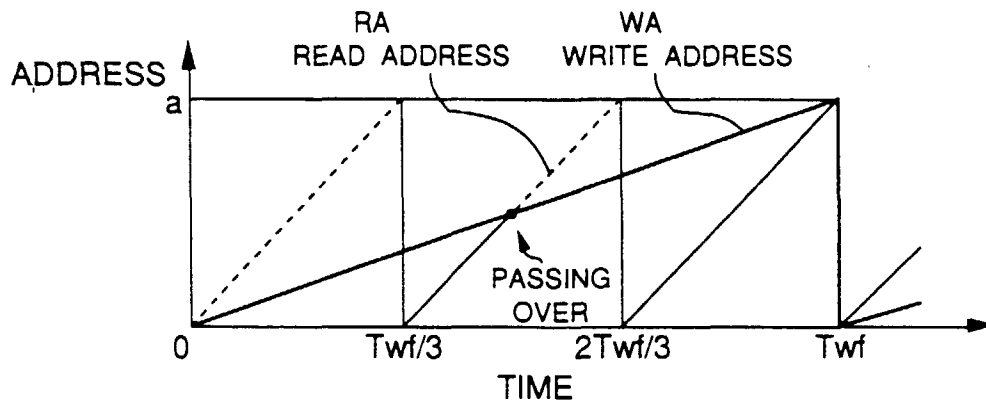 RA
READ ADDRESS
WA
WRITE ADDRESS
ADDRESS
a
PASSING
OVER
0
Twf/3
2Twf/3
Twf
TIME